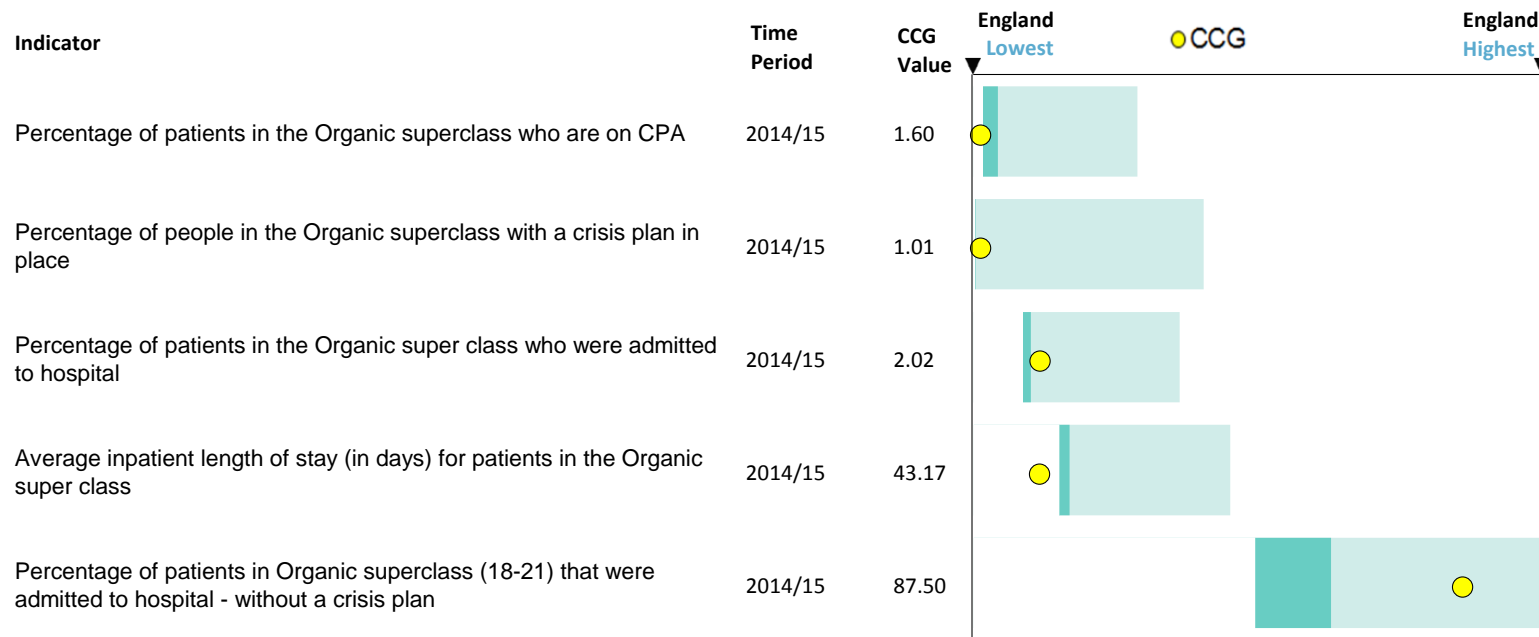 Indicator
Time Period
CCG Value
England Lowest
CCG
England Highest
Percentage of patients in the Organic superclass who are on CPA 2014/15 1.60
Percentage of people in the Organic superclass with a crisis plan in
place
2014/15 1.01
Percentage of patients in the Organic super class who were admitted
to hospital
2014/15 2.02
Average inpatient length of stay (in days) for patients in the Organic
super class
2014/15 43.17
Percentage of patients in Organic superclass (18-21) that were
admitted to hospital - without a crisis plan
2014/15 87.50